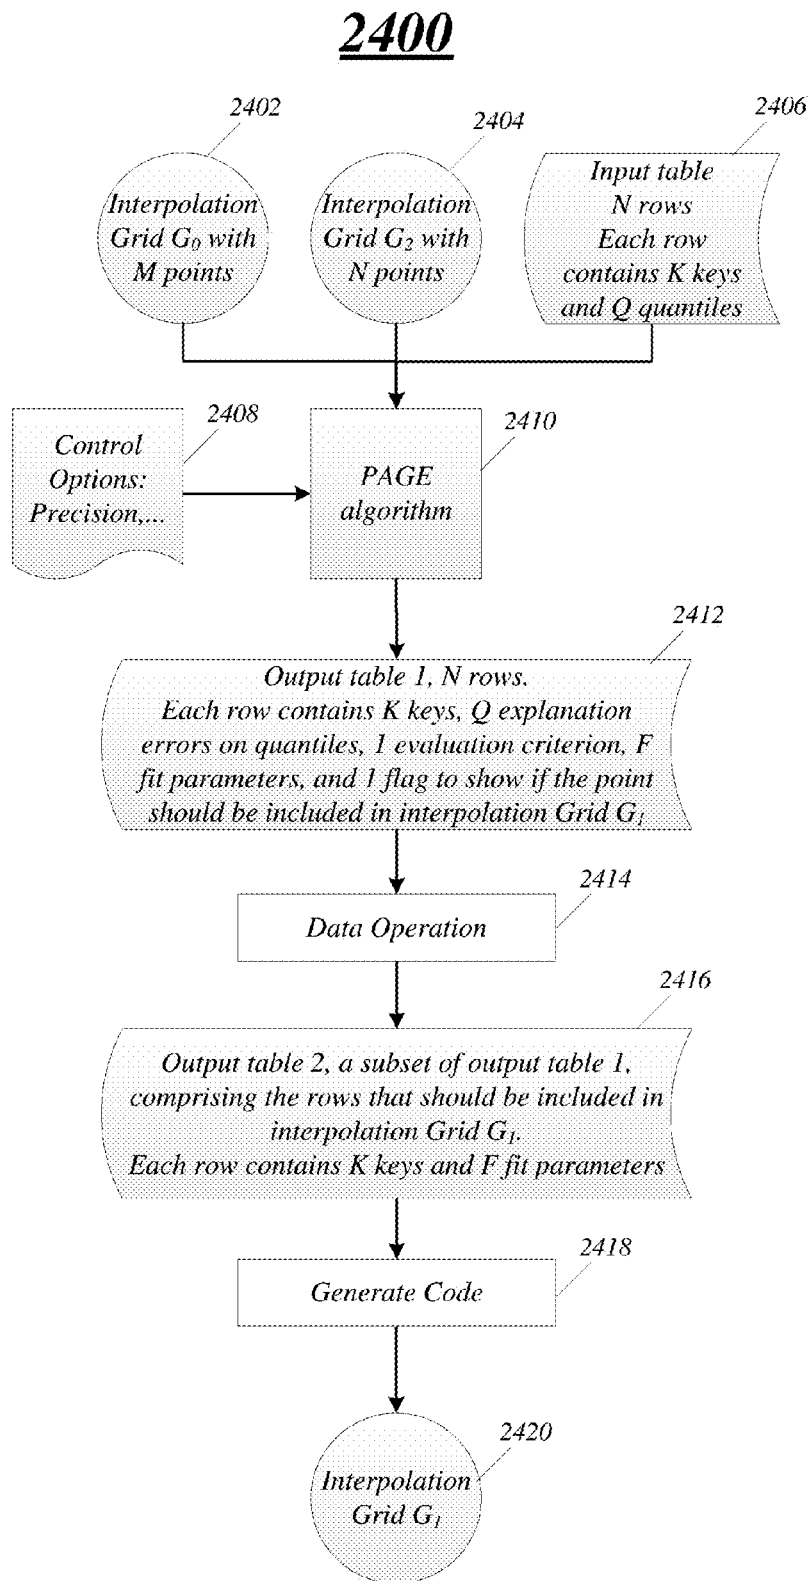 2400
2402
2404
2406
Interpolation
Grid G0 with
M points
Interpolation
Grid G2 with
N points
Input table
N rows
Each row
contains K keys
and Q quantiles
2408
Control
Options:
Precision,...
2410
PAGE
algorithm
2412
Output table 1, N rows.
Each row contains K keys, Q explanation
errors on quantiles, 1 evaluation criterion, F
fit parameters, and 1 flag to show if the point
should be included in interpolation Grid G1
2414
Data Operation
2416
Output table 2, a subset of output table 1,
comprising the rows that should be included in
interpolation Grid G1.
Each row contains K keys and F fit parameters
2418
Generate Code
2420
Interpolation
Grid G1